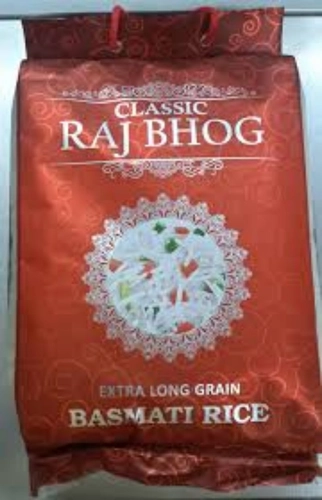 CLASSIC
RAJ BHOG
EXTRA LONG GRAIN
BASMATI RICE